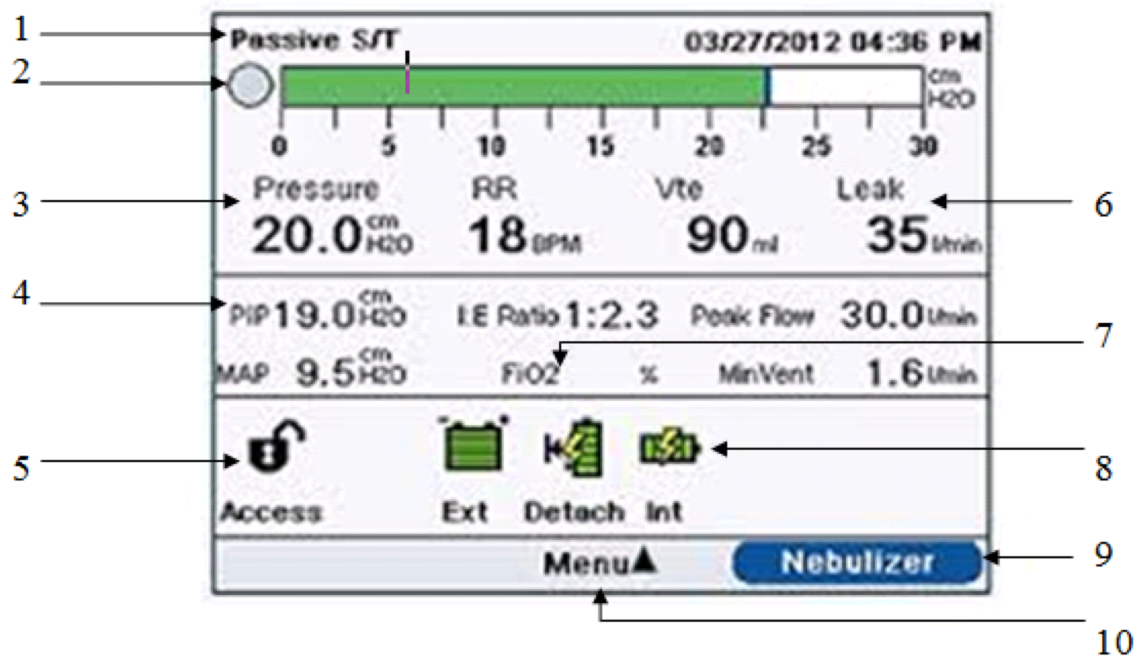 1
Passive S/T 03/27/2012 04:36 PM
2
cm H2O
0 5 10 15 20 25 30
3
Pressure RR Vte Leak
6
20.0 cm H2O 18 BPM 90 ml 35 l/min
4
PIP 19.0 cm H2O I:E Ratio 1:2.3 Peak Flow 30.0 l/min
7
MAP 9.5 cm H2O FiO2 % MinVent 1.6 l/min
5
8
Access Ext Detach Int
Menu Nebulizer
9
10